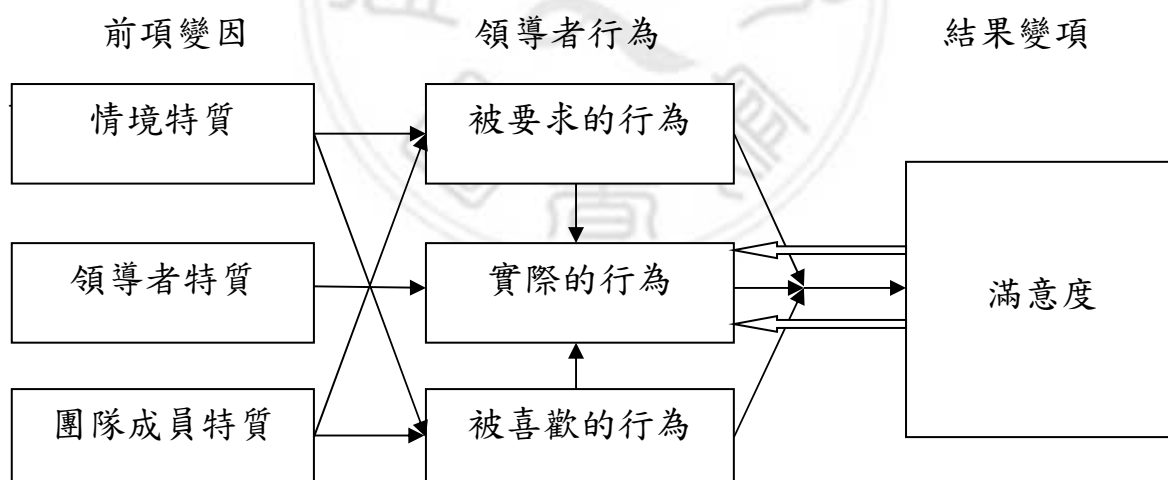 前項變因 領導者行為 結果變項
情境特質 被要求的行為
領導者特質 實際的行為 滿意度
團隊成員特質 被喜歡的行為